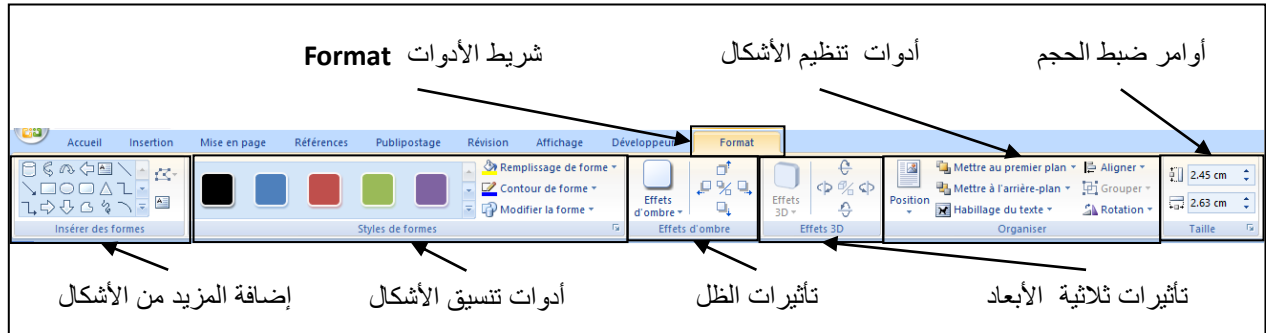 شريط الأدوات Format
أدوات تنظيم الأشكال
أوامر ضبط الحجم
Accueil Insertion Mise en page Références Publipostage Révision Affichage Développeur Format
Remplissage de forme
Contour de forme
Modifier la forme
Effets
d'ombre
Effets
3D
Position
Mettre au premier plan
Mettre à l'arrière-plan
Habillage du texte
Aligner
Grouper
Rotation
2.45 cm
2.63 cm
Insérer des formes Styles de formes Effets d'ombre Effets 3D Organiser Taille
إضافة المزيد من الأشكال
أدوات تنسيق الأشكال
تأثيرات الظل
تأثيرات ثلاثية الأبعاد